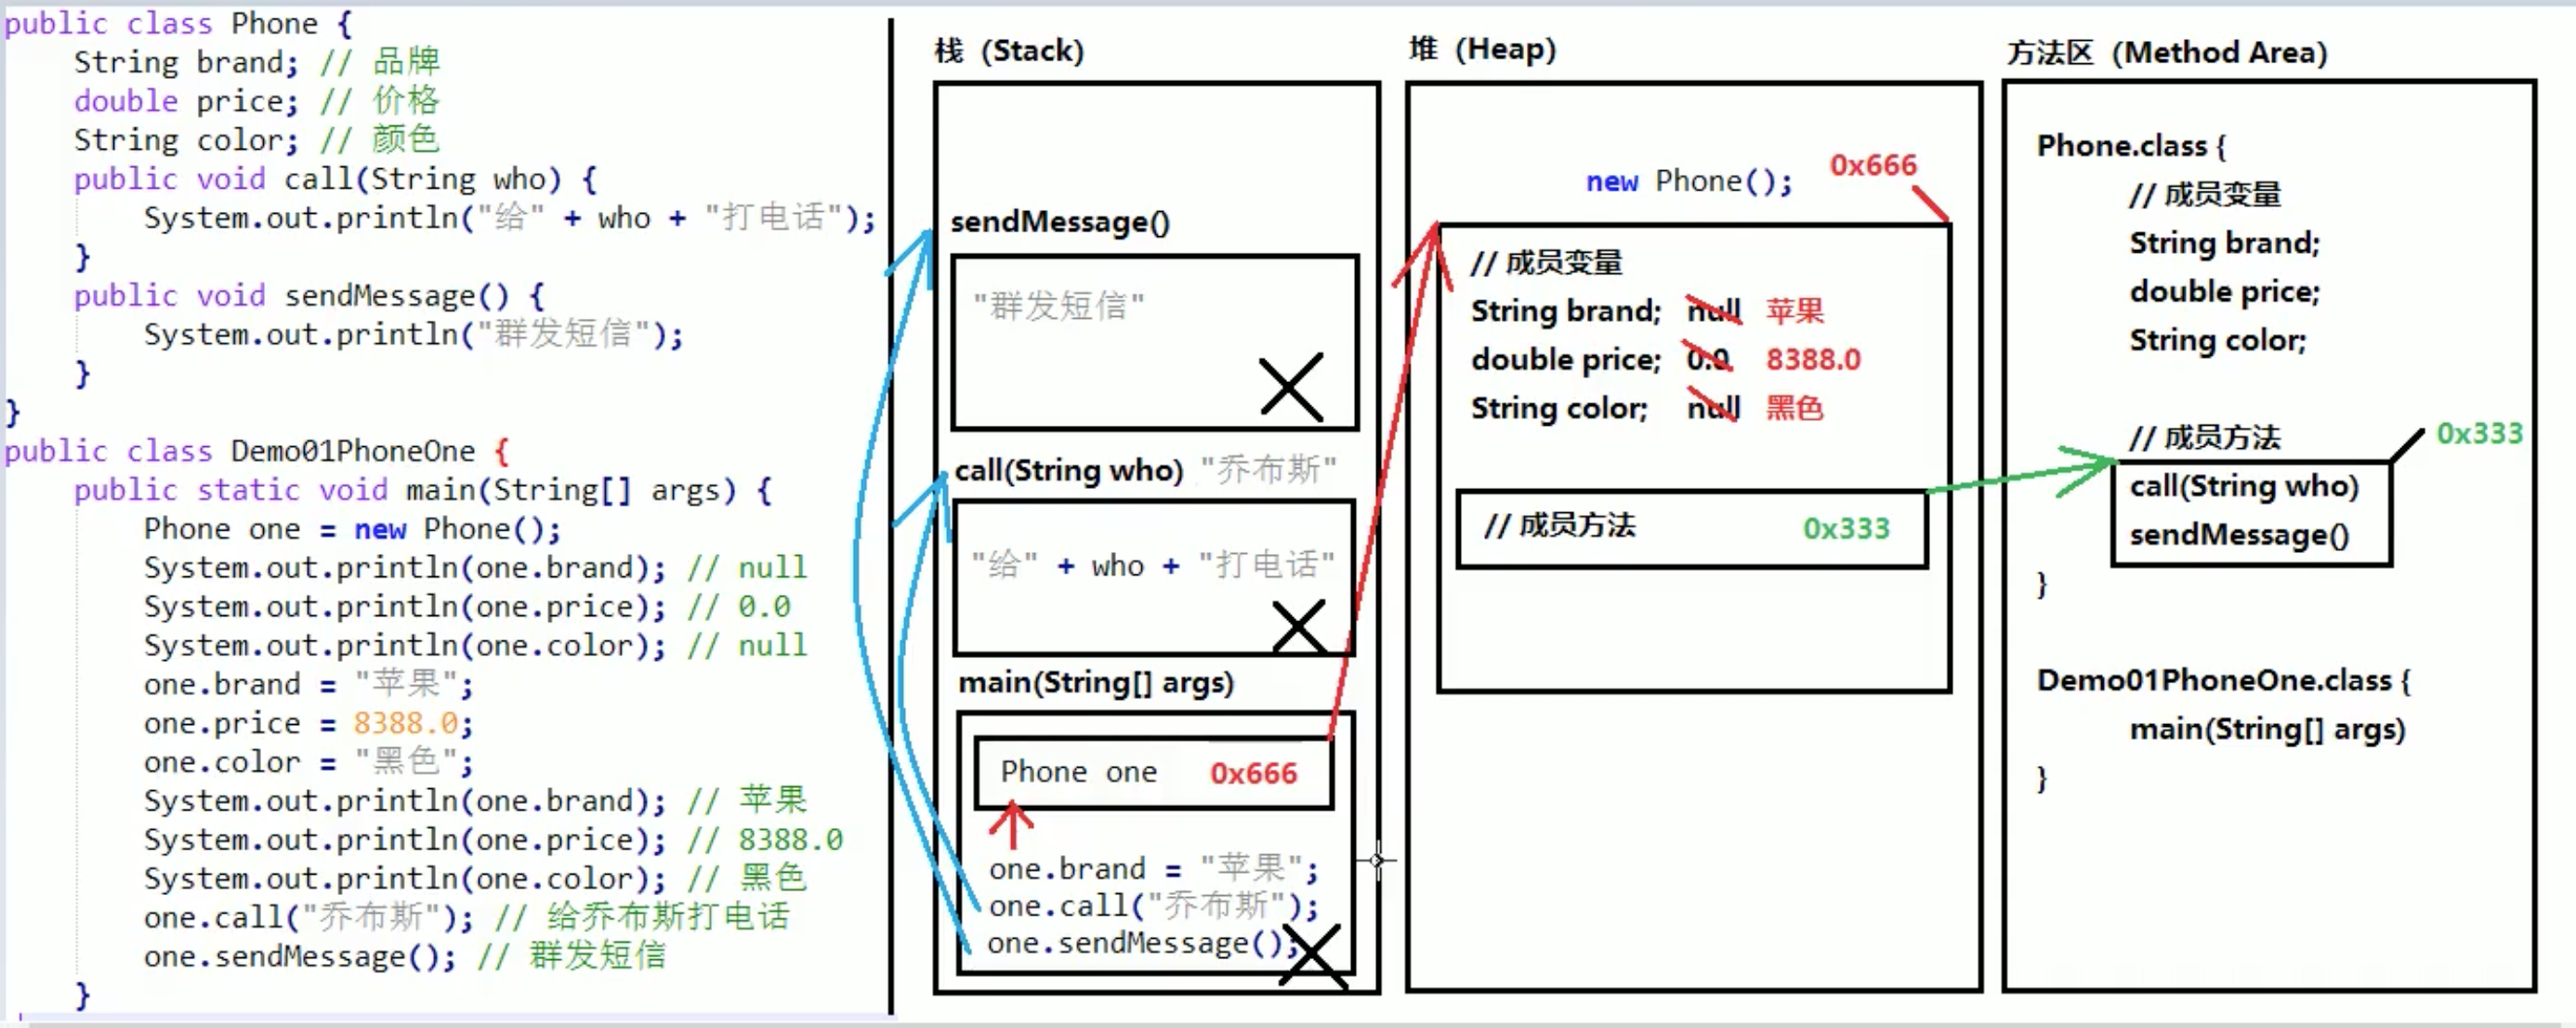 public class Phone {
String brand; // 品牌
double price; // 价格
String color; // 颜色
public void call(String who) {
System.out.println("给" + who + "打电话");
}
public void sendMessage() {
System.out.println("群发短信");
}
}
public class Demo01PhoneOne {
public static void main(String[] args) {
Phone one = new Phone();
System.out.println(one.brand); // null
System.out.println(one.price); // 0.0
System.out.println(one.color); // null
one.brand = "苹果";
one.price = 8388.0;
one.color = "黑色";
System.out.println(one.brand); // 苹果
System.out.println(one.price); // 8388.0
System.out.println(one.color); // 黑色
one.call("乔布斯"); // 给乔布斯打电话
one.sendMessage(); // 群发短信
}
栈（Stack）
sendMessage()
"群发短信"
call(String who) "乔布斯"
"给" + who + "打电话"
main(String[] args)
Phone one 0x666
one.brand = "苹果";
one.call("乔布斯");
one.sendMessage();
堆（Heap）
new Phone(); 0x666
// 成员变量
String brand; null 苹果
double price; 0.0 8388.0
String color; null 黑色
// 成员方法 0x333
方法区（Method Area）
Phone.class {
// 成员变量
String brand;
double price;
String color;
// 成员方法 0x333
call(String who)
sendMessage()
}
Demo01PhoneOne.class {
main(String[] args)
}